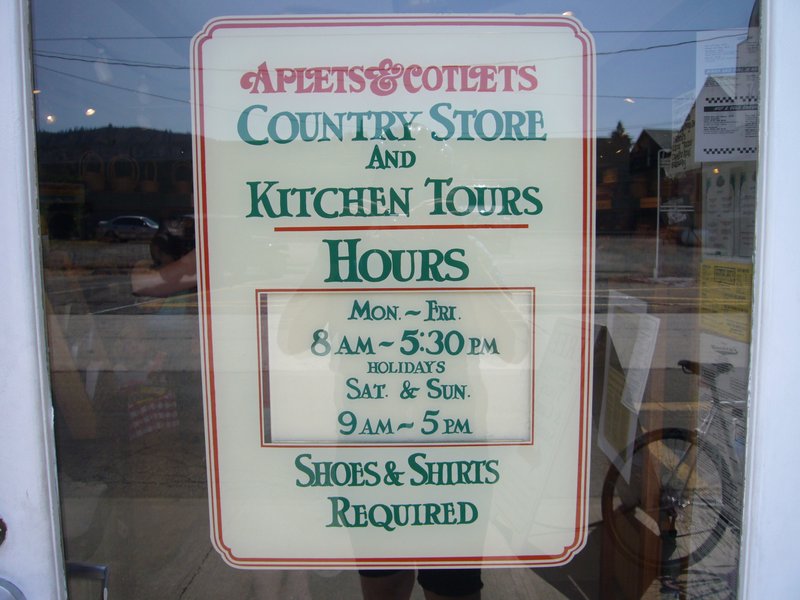 APLETS & COTLETS
COUNTRY STORE
AND
KITCHEN TOURS
HOURS
MON. ~ FRI.
8 AM ~ 5:30 PM
HOLIDAYS
SAT. & SUN.
9 AM ~ 5 PM
SHOES & SHIRTS
REQUIRED